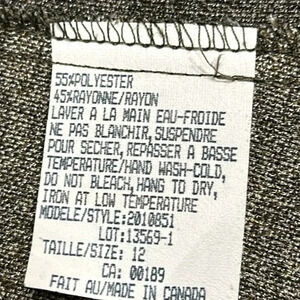 55%POLYESTER
45%RAYONNE/RAYON
LAVER A LA MAIN EAU-FROIDE
NE PAS BLANCHIR, SUSPENDRE
POUR SECHER, REPASSER A BASSE
TEMPERATURE/HAND WASH-COLD,
DO NOT BLEACH, HANG TO DRY,
IRON AT LOW TEMPERATURE
MODELE/STYLE:2010851
LOT:13569-1
TAILLE/SIZE: 12
CA: 00189
FAIT AU/MADE IN CANADA